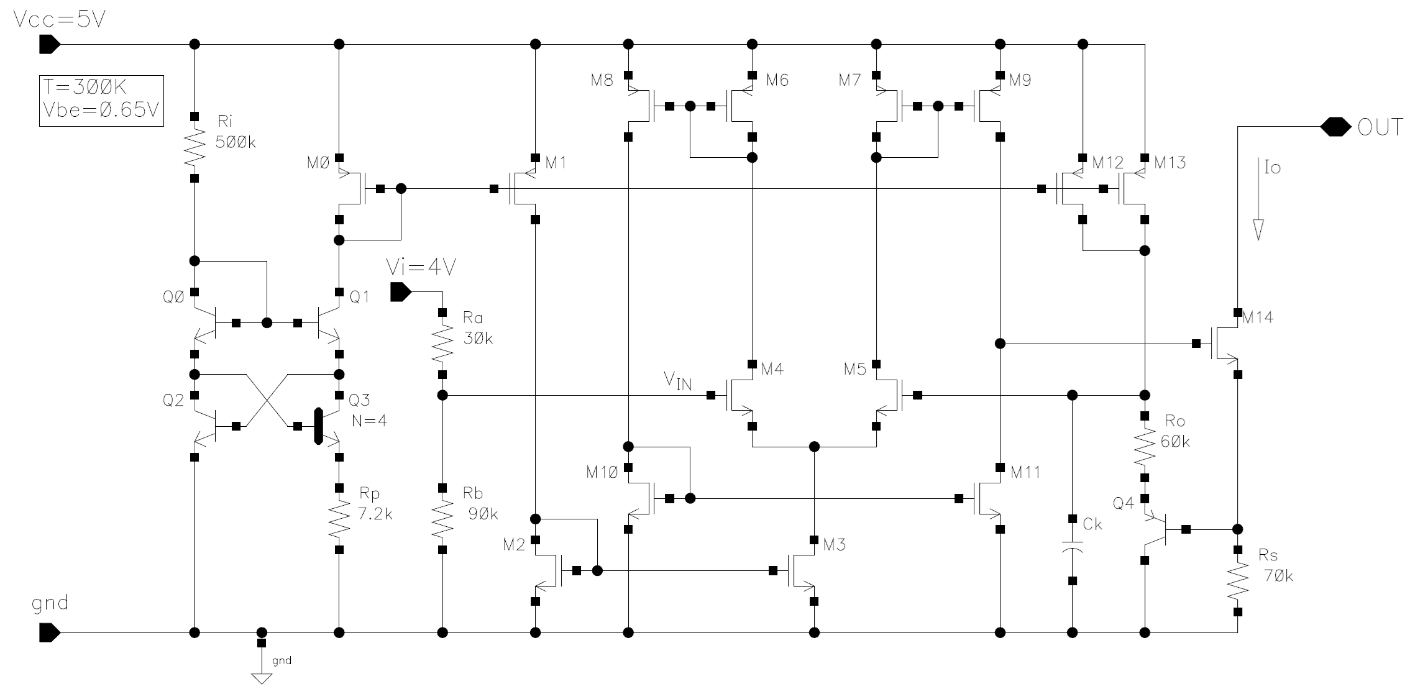 Vcc=5V
T=300K
Vbe=0.65V
Ri
500k
M8
M6
M7
M9
OUT
M0
M1
M12
M13
Io
Vi=4V
Q0
Q1
Ra
30k
M14
VIN
M4
M5
Q2
Q3
N=4
Ro
60k
Rp
7.2k
Rb
90k
M10
M11
Q4
Ck
M2
M3
Rs
70k
gnd
gnd